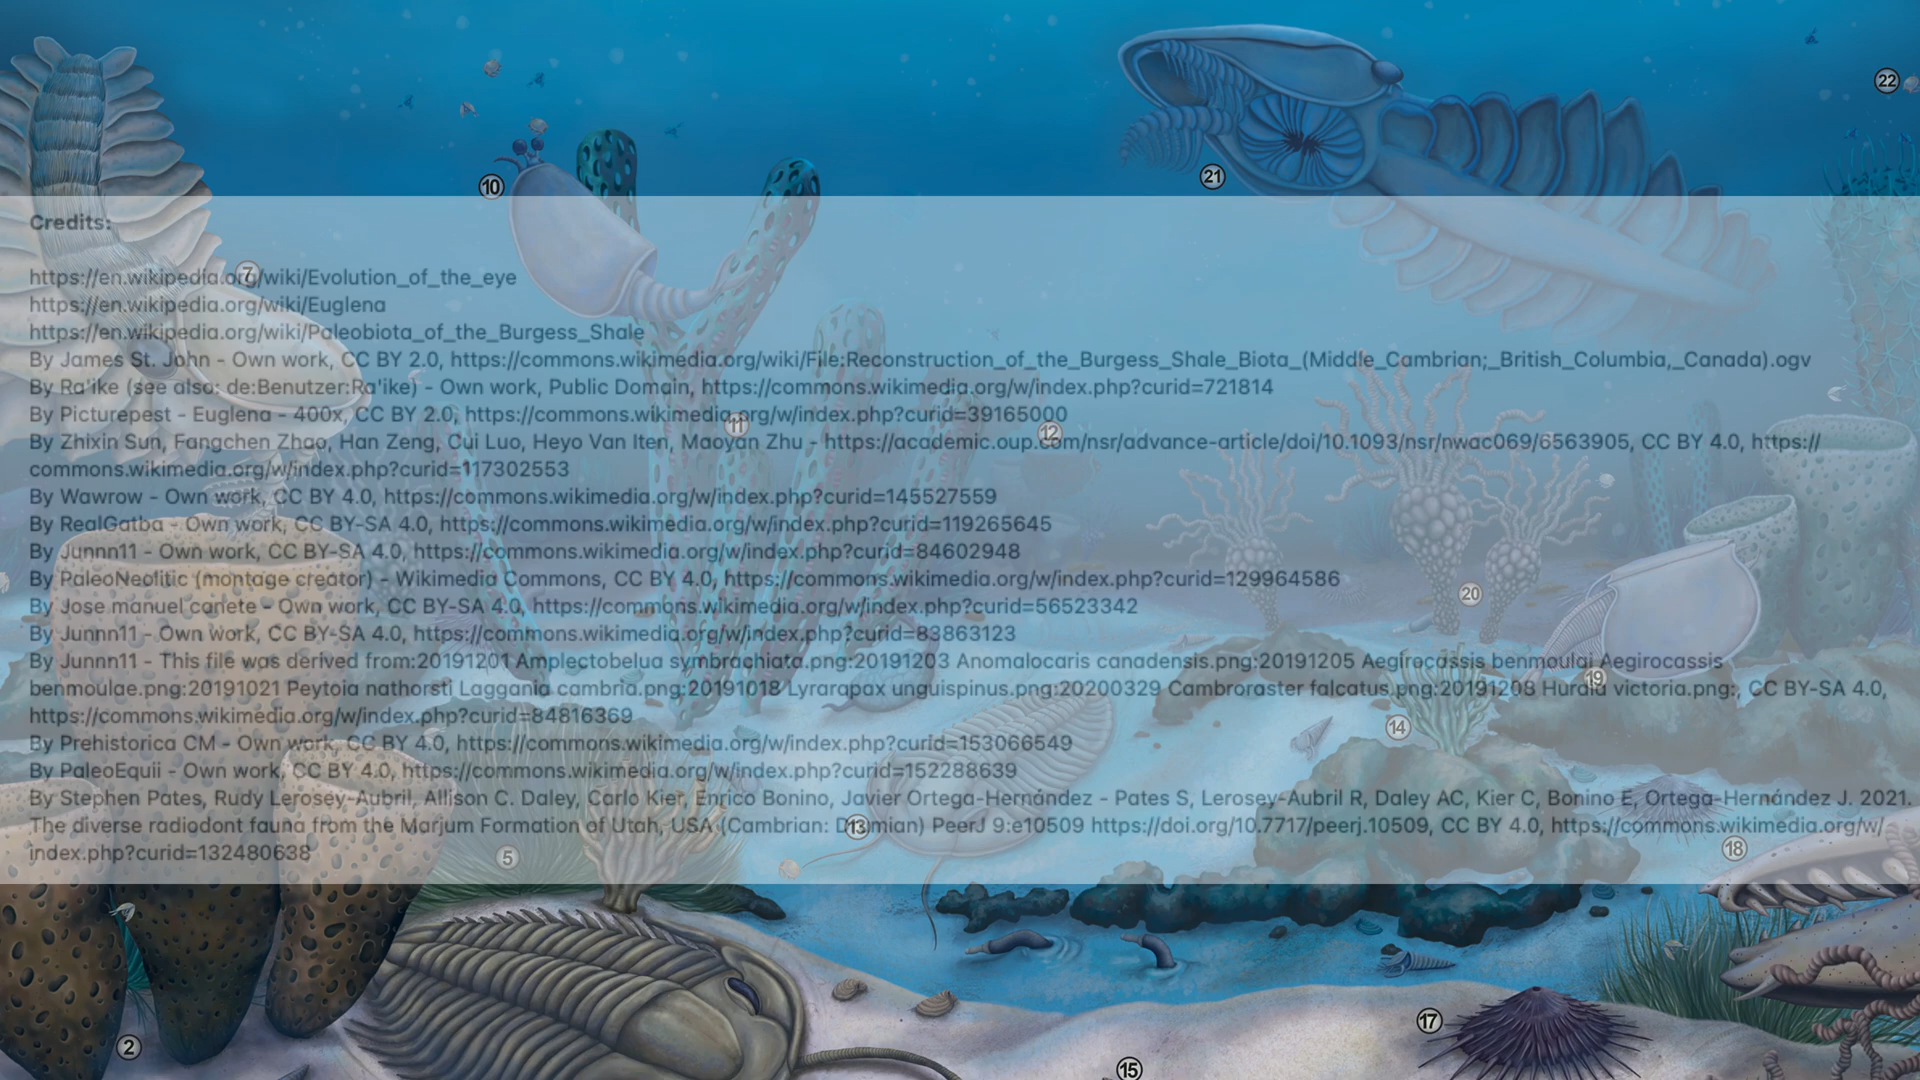 22
10
21
Credits:
7
https://en.wikipedia.org/wiki/Evolution_of_the_eye
https://en.wikipedia.org/wiki/Euglena
https://en.wikipedia.org/wiki/Paleobiota_of_the_Burgess_Shale
By James St. John - Own work, CC BY 2.0, https://commons.wikimedia.org/wiki/File:Reconstruction_of_the_Burgess_Shale_Biota_(Middle_Cambrian;_British_Columbia,_Canada).ogv
By Ra'ike (see also: de:Benutzer:Ra'ike) - Own work, Public Domain, https://commons.wikimedia.org/w/index.php?curid=721814
By Picturepest - Euglena - 400x, CC BY 2.0, https://commons.wikimedia.org/w/index.php?curid=39165000
11
12
By Zhixin Sun, Fangchen Zhao, Han Zeng, Cui Luo, Heyo Van Iten, Maoyan Zhu - https://academic.oup.com/nsr/advance-article/doi/10.1093/nsr/nwac069/6563905, CC BY 4.0, https://
commons.wikimedia.org/w/index.php?curid=117302553
By Wawrow - Own work, CC BY 4.0, https://commons.wikimedia.org/w/index.php?curid=145527559
By RealGatba - Own work, CC BY-SA 4.0, https://commons.wikimedia.org/w/index.php?curid=119265645
By Junnn11 - Own work, CC BY-SA 4.0, https://commons.wikimedia.org/w/index.php?curid=84602948
By PaleoNeolitic (montage creator) - Wikimedia Commons, CC BY 4.0, https://commons.wikimedia.org/w/index.php?curid=129964586
20
By Jose manuel canete - Own work, CC BY-SA 4.0, https://commons.wikimedia.org/w/index.php?curid=56523342
By Junnn11 - Own work, CC BY-SA 4.0, https://commons.wikimedia.org/w/index.php?curid=83863123
By Junnn11 - This file was derived from:20191201 Amplectobelua symbrachiata.png:20191203 Anomalocaris canadensis.png:20191205 Aegirocassis benmoulai Aegirocassis
19
benmoulae.png:20191021 Peytoia nathorsti Laggania cambria.png:20191018 Lyrarapax unguispinus.png:20200329 Cambroraster falcatus.png:20191208 Hurdia victoria.png:, CC BY-SA 4.0,
https://commons.wikimedia.org/w/index.php?curid=84816369
14
By Prehistorica CM - Own work, CC BY 4.0, https://commons.wikimedia.org/w/index.php?curid=153066549
By PaleoEquii - Own work, CC BY 4.0, https://commons.wikimedia.org/w/index.php?curid=152288639
By Stephen Pates, Rudy Lerosey-Aubril, Allison C. Daley, Carlo Kier, Enrico Bonino, Javier Ortega-Hernández - Pates S, Lerosey-Aubril R, Daley AC, Kier C, Bonino E, Ortega-Hernández J. 2021.
13
The diverse radiodont fauna from the Marjum Formation of Utah, USA (Cambrian: Drumian) PeerJ 9:e10509 https://doi.org/10.7717/peerj.10509, CC BY 4.0, https://commons.wikimedia.org/w/
index.php?curid=132480638
5
18
17
2
15